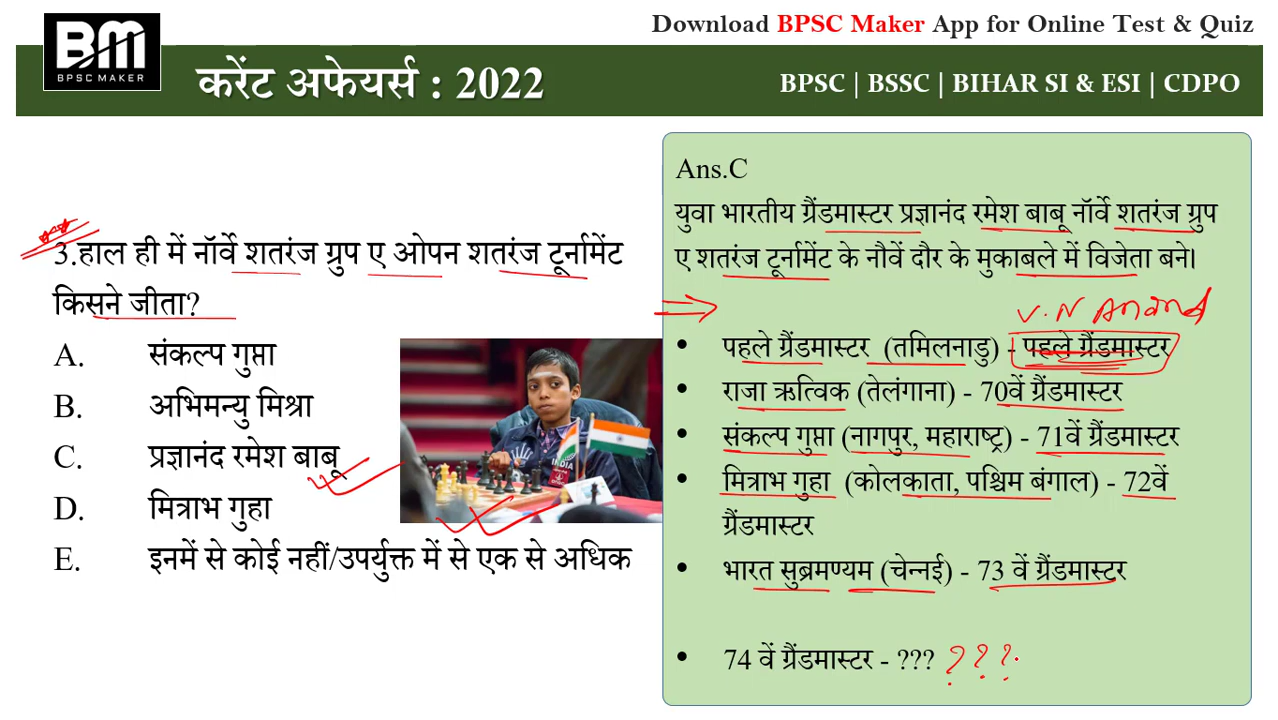 Download BPSC Maker App for Online Test & Quiz
BM
BPSC MAKER
करेंट अफेयर्स : 2022
BPSC | BSSC | BIHAR SI & ESI | CDPO
3.हाल ही में नॉर्वे शतरंज ग्रुप ए ओपन शतरंज टूर्नामेंट
किसने जीता?
A. संकल्प गुप्ता
B. अभिमन्यु मिश्रा
C. प्रज्ञानंद रमेश बाबू
D. मित्राभ गुहा
E. इनमें से कोई नहीं/उपर्युक्त में से एक से अधिक
INDIA
Ans.C
युवा भारतीय ग्रैंडमास्टर प्रज्ञानंद रमेश बाबू नॉर्वे शतरंज ग्रुप
ए शतरंज टूर्नामेंट के नौवें दौर के मुकाबले में विजेता बने।
V.N Anand
• पहले ग्रैंडमास्टर (तमिलनाडु) - पहले ग्रैंडमास्टर
• राजा ऋत्विक (तेलंगाना) - 70वें ग्रैंडमास्टर
• संकल्प गुप्ता (नागपुर, महाराष्ट्र) - 71वें ग्रैंडमास्टर
• मित्राभ गुहा (कोलकाता, पश्चिम बंगाल) - 72वें
ग्रैंडमास्टर
• भारत सुब्रमण्यम (चेन्नई) - 73 वें ग्रैंडमास्टर
• 74 वें ग्रैंडमास्टर - ??? ???